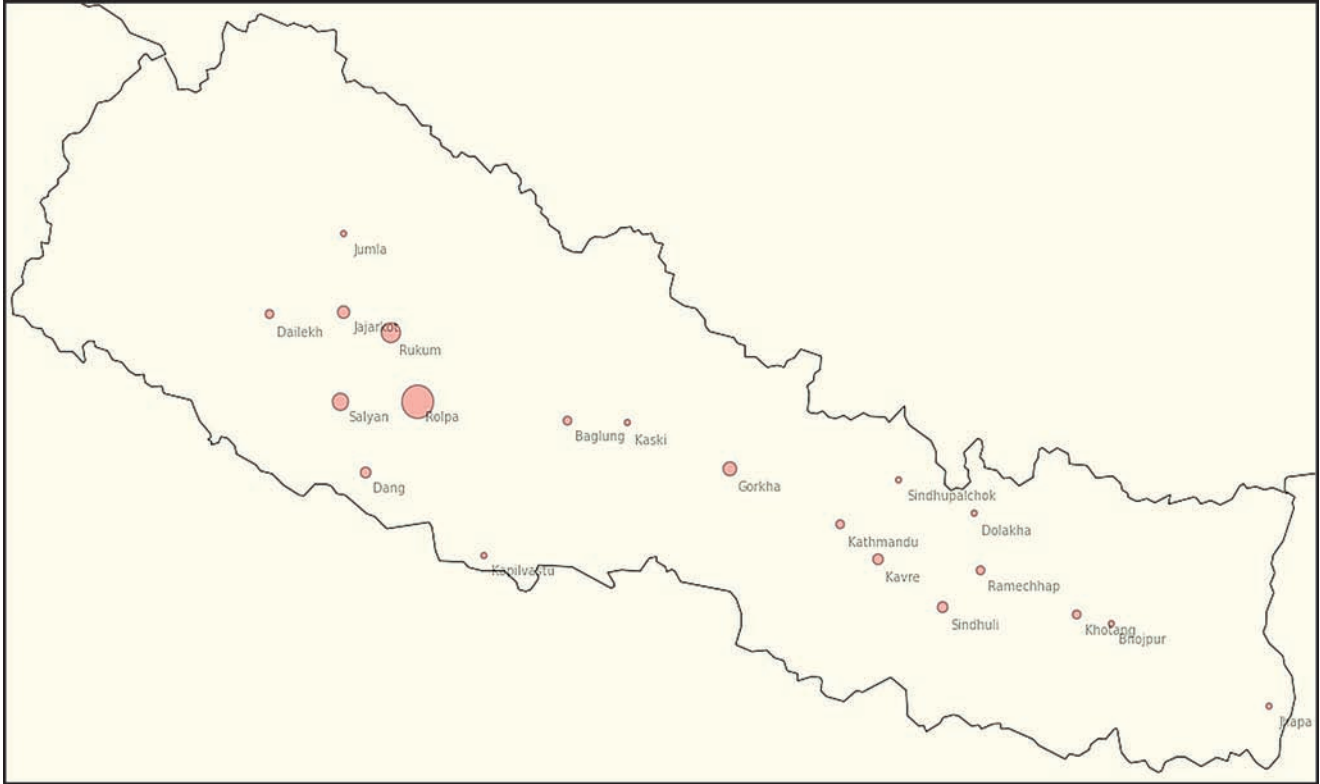 Jumla
Dailekh
Jajarkot
Rukum
Salyan
Rolpa
Baglung
Kaski
Dang
Gorkha
Sindhupalchok
Dolakha
Kathmandu
Kapilvastu
Kavre
Ramechhap
Sindhuli
Khotang
Bhojpur
Jhapa